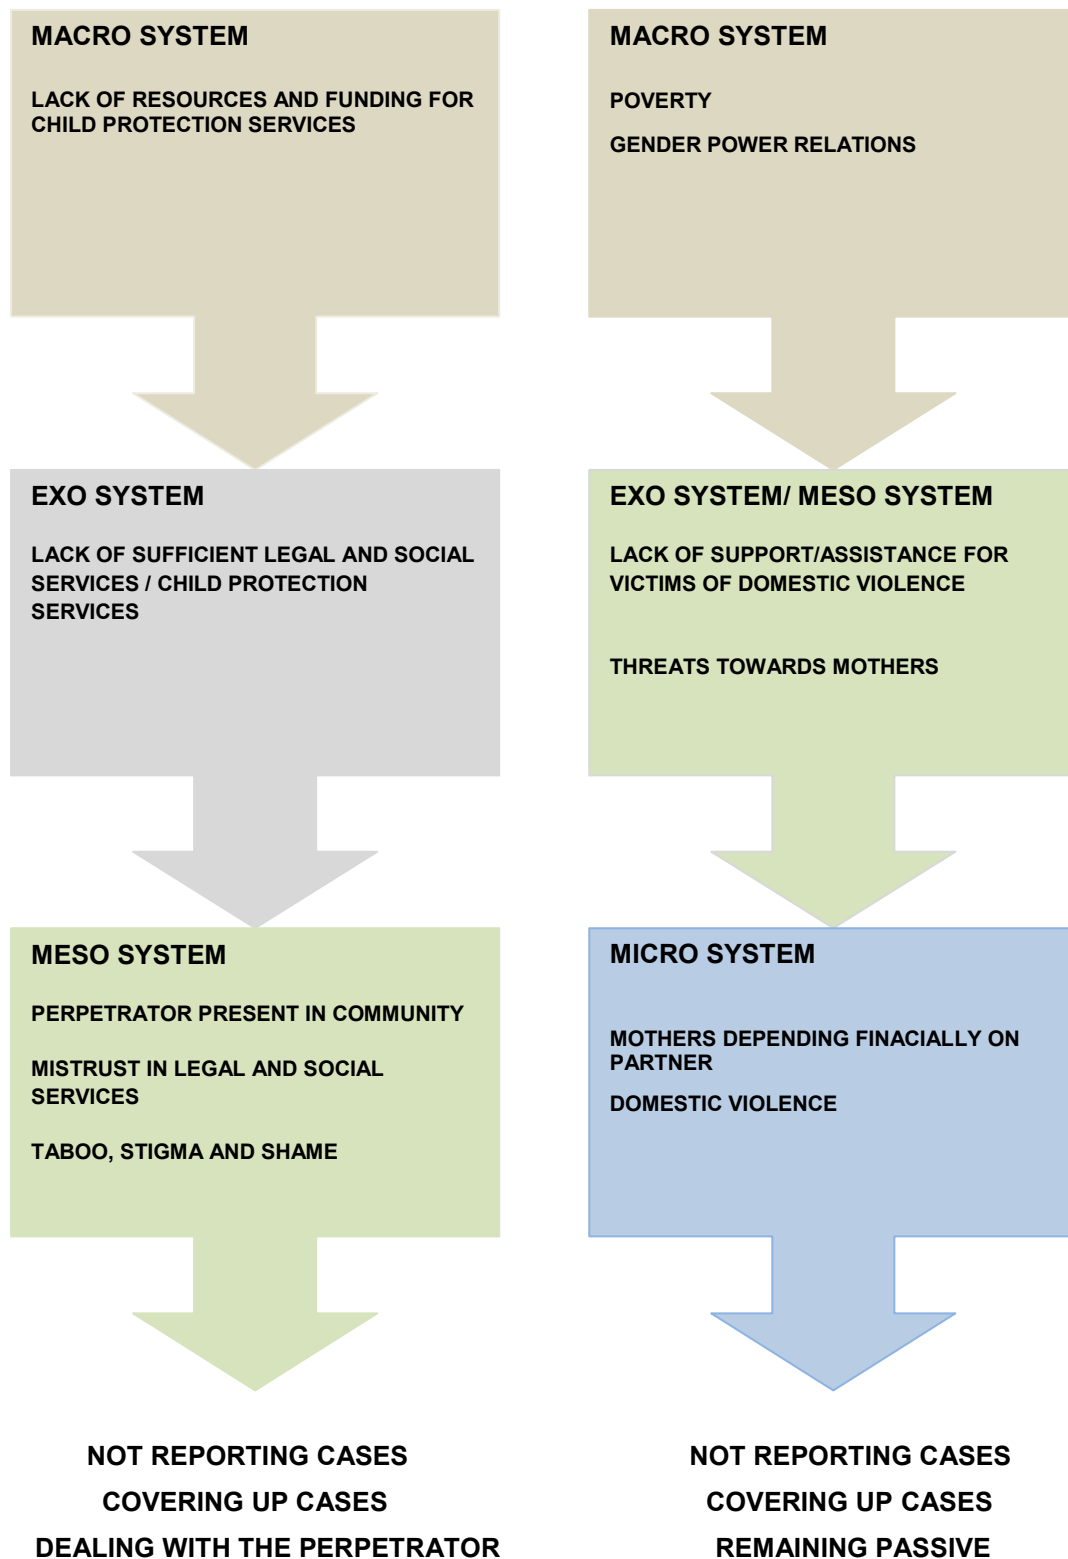 MACRO SYSTEM
LACK OF RESOURCES AND FUNDING FOR
CHILD PROTECTION SERVICES
EXO SYSTEM
LACK OF SUFFICIENT LEGAL AND SOCIAL
SERVICES / CHILD PROTECTION
SERVICES
MESO SYSTEM
PERPETRATOR PRESENT IN COMMUNITY
MISTRUST IN LEGAL AND SOCIAL
SERVICES
TABOO, STIGMA AND SHAME
NOT REPORTING CASES
COVERING UP CASES
DEALING WITH THE PERPETRATOR
MACRO SYSTEM
POVERTY
GENDER POWER RELATIONS
EXO SYSTEM/ MESO SYSTEM
LACK OF SUPPORT/ASSISTANCE FOR
VICTIMS OF DOMESTIC VIOLENCE
THREATS TOWARDS MOTHERS
MICRO SYSTEM
MOTHERS DEPENDING FINACIALLY ON
PARTNER
DOMESTIC VIOLENCE
NOT REPORTING CASES
COVERING UP CASES
REMAINING PASSIVE